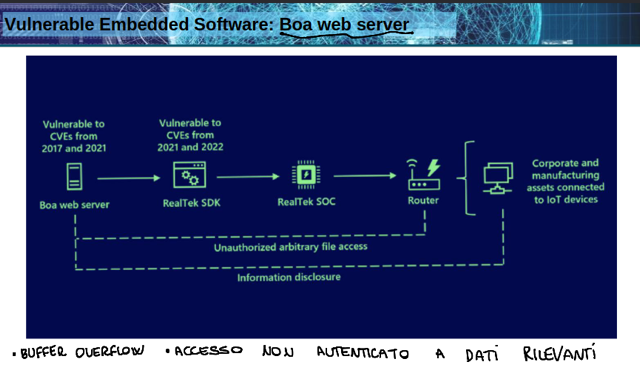 Vulnerable Embedded Software: Boa web server
Vulnerable to
CVEs from
2017 and 2021
Vulnerable to
CVEs from
2021 and 2022
Boa web server
RealTek SDK
RealTek SOC
Router
Corporate and
manufacturing
assets connected
to IoT devices
Unauthorized arbitrary file access
Information disclosure
• BUFFER OVERFLOW • ACCESSO NON AUTENTICATO A DATI RILEVANTI